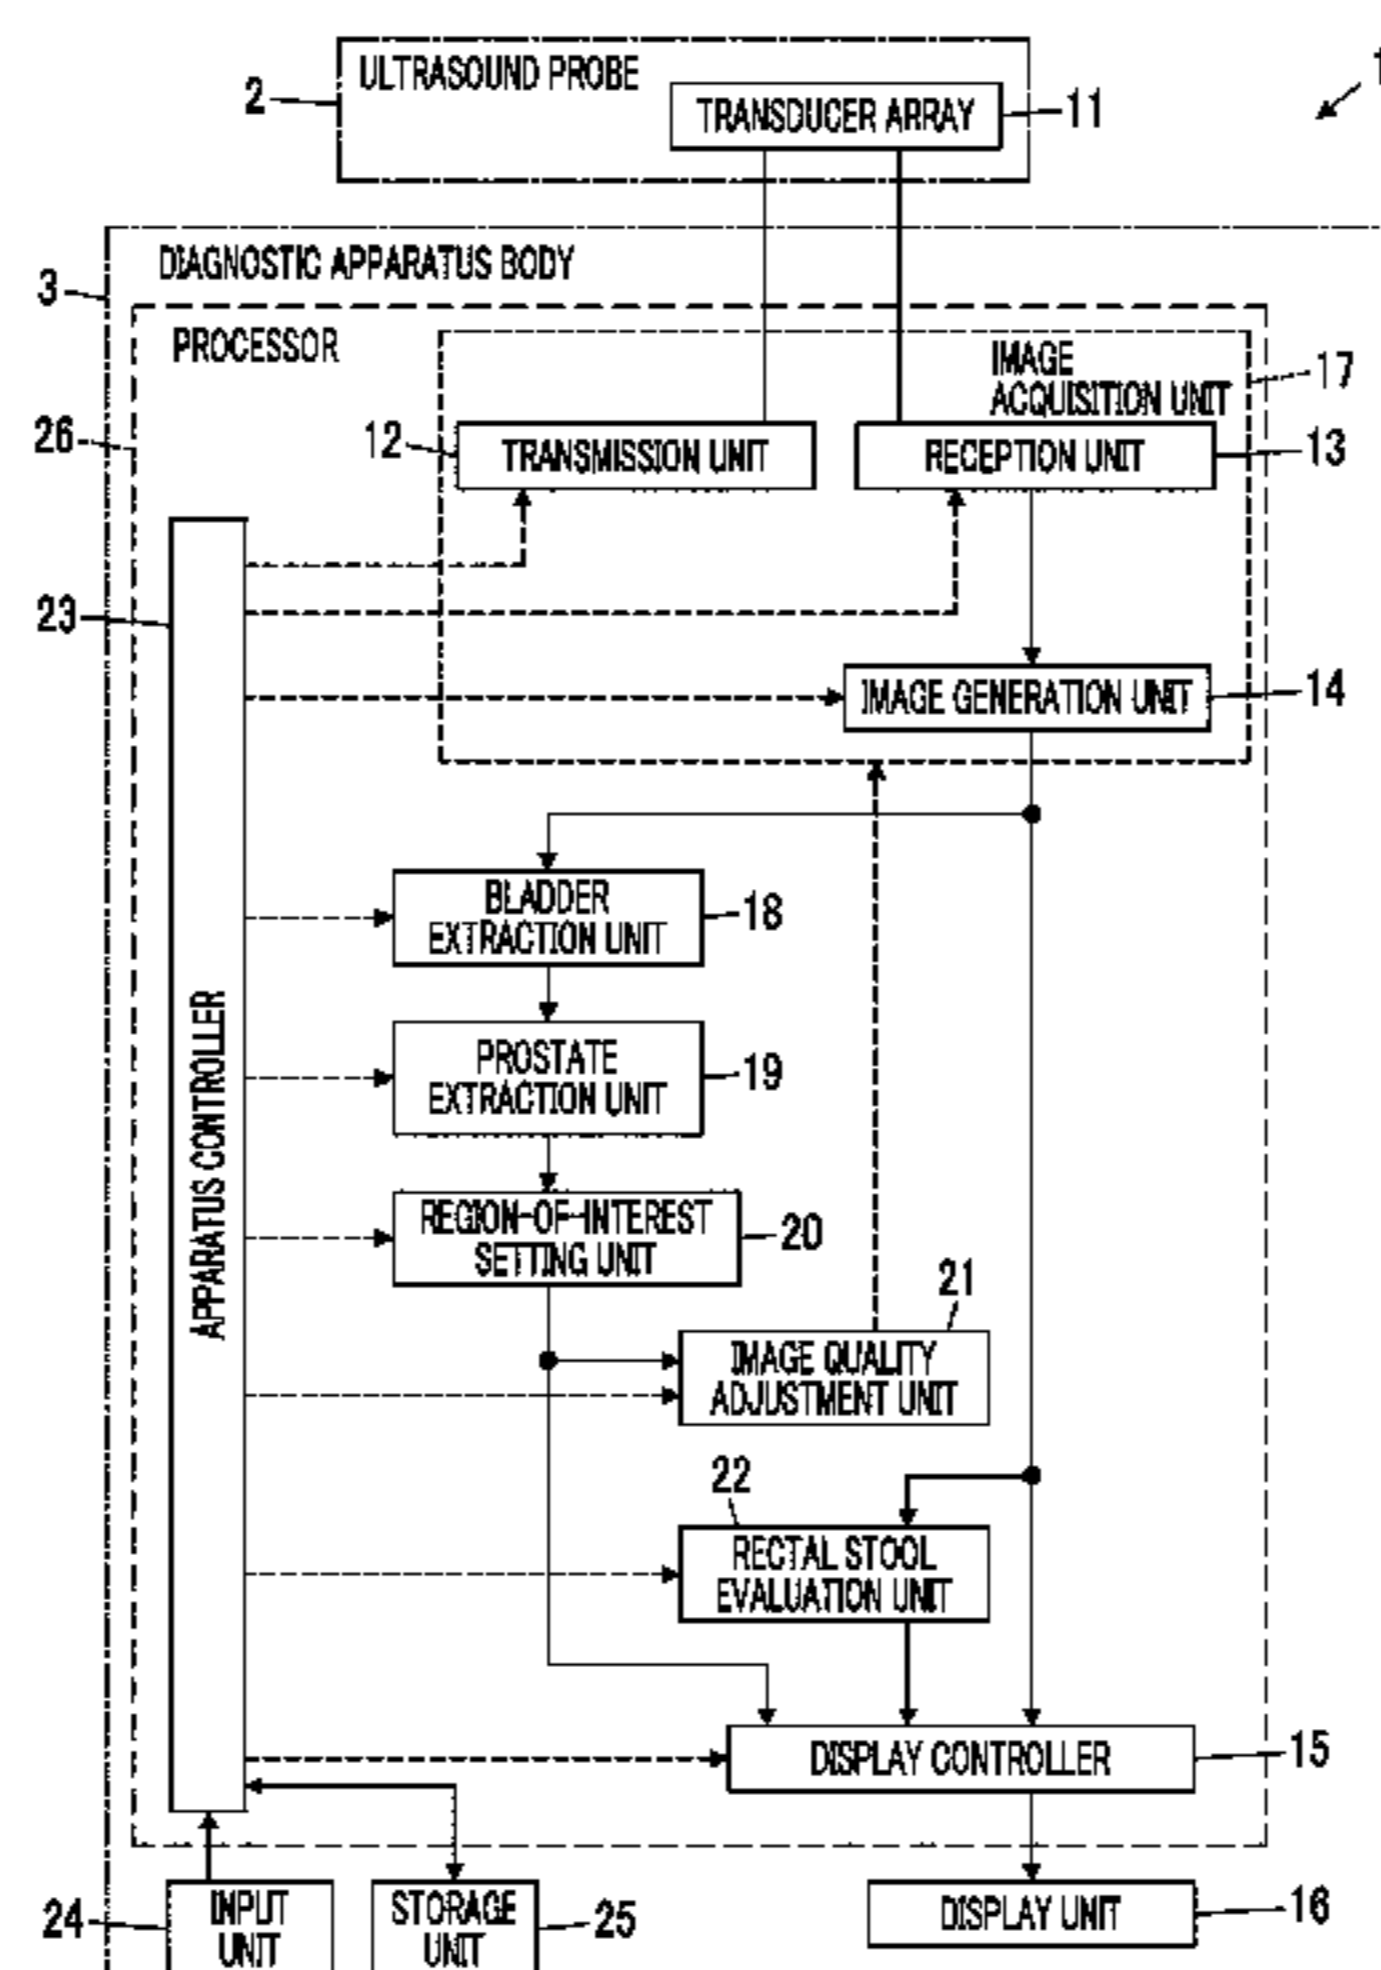 1
ULTRASOUND PROBE
2
TRANSDUCER ARRAY
11
DIAGNOSTIC APPARATUS BODY
3
PROCESSOR
IMAGE
ACQUISITION UNIT
17
26
12
TRANSMISSION UNIT
RECEPTION UNIT
13
23
IMAGE GENERATION UNIT
14
BLADDER
EXTRACTION UNIT
18
APPARATUS CONTROLLER
PROSTATE
EXTRACTION UNIT
19
REGION-OF-INTEREST
SETTING UNIT
20
21
IMAGE QUALITY
ADJUSTMENT UNIT
22
RECTAL STOOL
EVALUATION UNIT
DISPLAY CONTROLLER
15
24
INPUT
UNIT
STORAGE
UNIT
25
DISPLAY UNIT
16